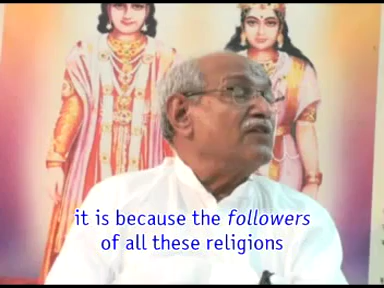 it is because the followers
of all these religions